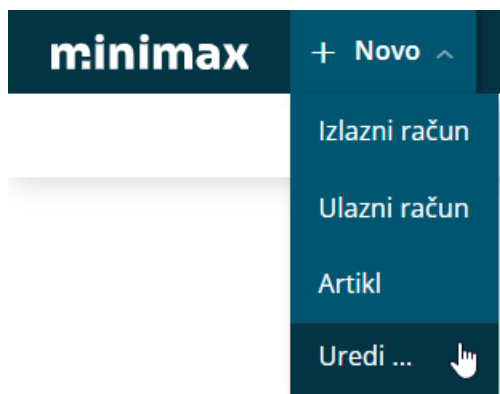 minimax + Novo
Izlazni račun
Ulazni račun
Artikl
Uredi ...